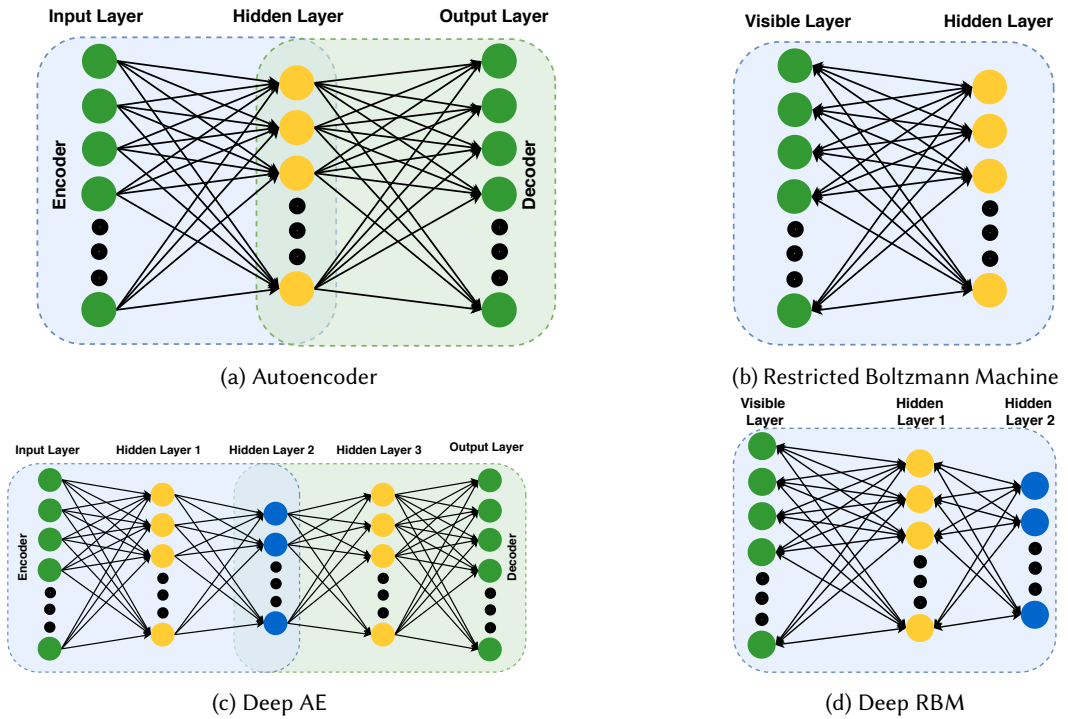 Input Layer Hidden Layer Output Layer
Encoder
Decoder
(a) Autoencoder
Visible Layer Hidden Layer
(b) Restricted Boltzmann Machine
Input Layer Hidden Layer 1 Hidden Layer 2 Hidden Layer 3 Output Layer
Encoder
Decoder
(c) Deep AE
Visible Layer
Hidden Layer 1
Hidden Layer 2
(d) Deep RBM